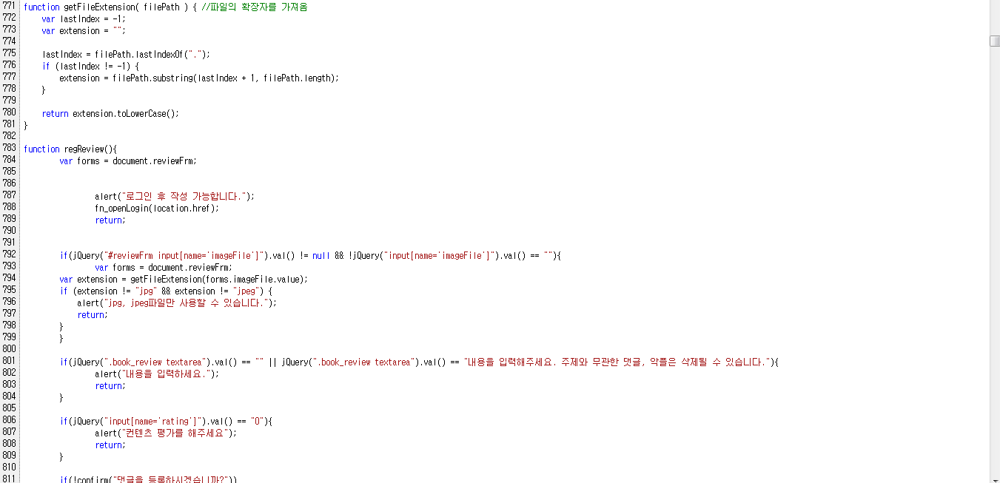 771 function getFileExtension( filePath ) { //파일의 확장자를 가져옴
772 var lastIndex = -1;
773 var extension = "";
774
775 lastIndex = filePath.lastIndexOf(".");
776 if (lastIndex != -1) {
777 extension = filePath.substring(lastIndex + 1, filePath.length);
778 }
779
780 return extension.toLowerCase();
781 }
782
783 function regReview(){
784 var forms = document.reviewFrm;
785
786
787 alert("로그인 후 작성 가능합니다.");
788 fn_openLogin(location.href);
789 return;
790
791
792 if(jQuery("#reviewFrm input[name='imageFile']").val() != null && !jQuery("input[name='imageFile']").val() == ""){
793 var forms = document.reviewFrm;
794 var extension = getFileExtension(forms.imageFile.value);
795 if (extension != "jpg" && extension != "jpeg") {
796 alert("jpg, jpeg파일만 사용할 수 있습니다.");
797 return;
798 }
799 }
800
801 if(jQuery(".book_review textarea").val() == "" || jQuery(".book_review textarea").val() == "내용을 입력해주세요. 주제와 무관한 댓글, 악플은 삭제될 수 있습니다."){
802 alert("내용을 입력하세요.");
803 return;
804 }
805
806 if(jQuery("input[name='rating']").val() == "0"){
807 alert("컨텐츠 평가를 해주세요");
808 return;
809 }
810
811 if(!confirm("댓글을 등록하시겠습니까?"))